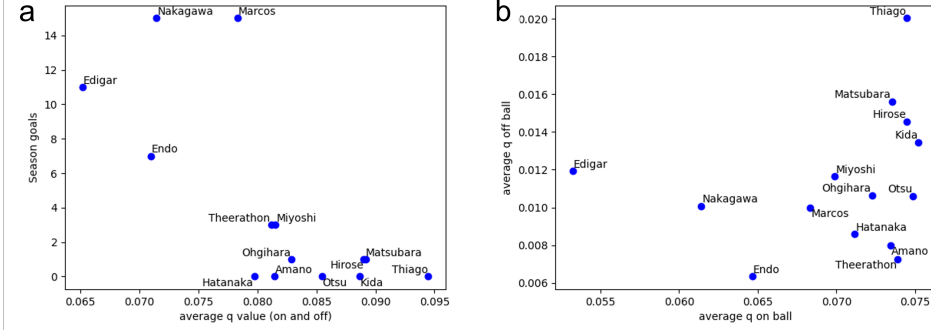 a
Nakagawa
Marcos
Edigar
Endo
Theerathon
Miyoshi
Ohgihara
Matsubara
Hirose
Amano
Thiago
Hatanaka
Otsu
Kida
14
12
10
8
6
4
2
0
Season goals
0.065 0.070 0.075 0.080 0.085 0.090 0.095
average q value (on and off)
b
Thiago
Matsubara
Hirose
Kida
Edigar
Miyoshi
Ohgihara
Otsu
Nakagawa
Marcos
Hatanaka
Amano
Theerathon
Endo
0.020
0.018
0.016
0.014
0.012
0.010
0.008
0.006
average q off ball
0.055 0.060 0.065 0.070 0.075
average q on ball